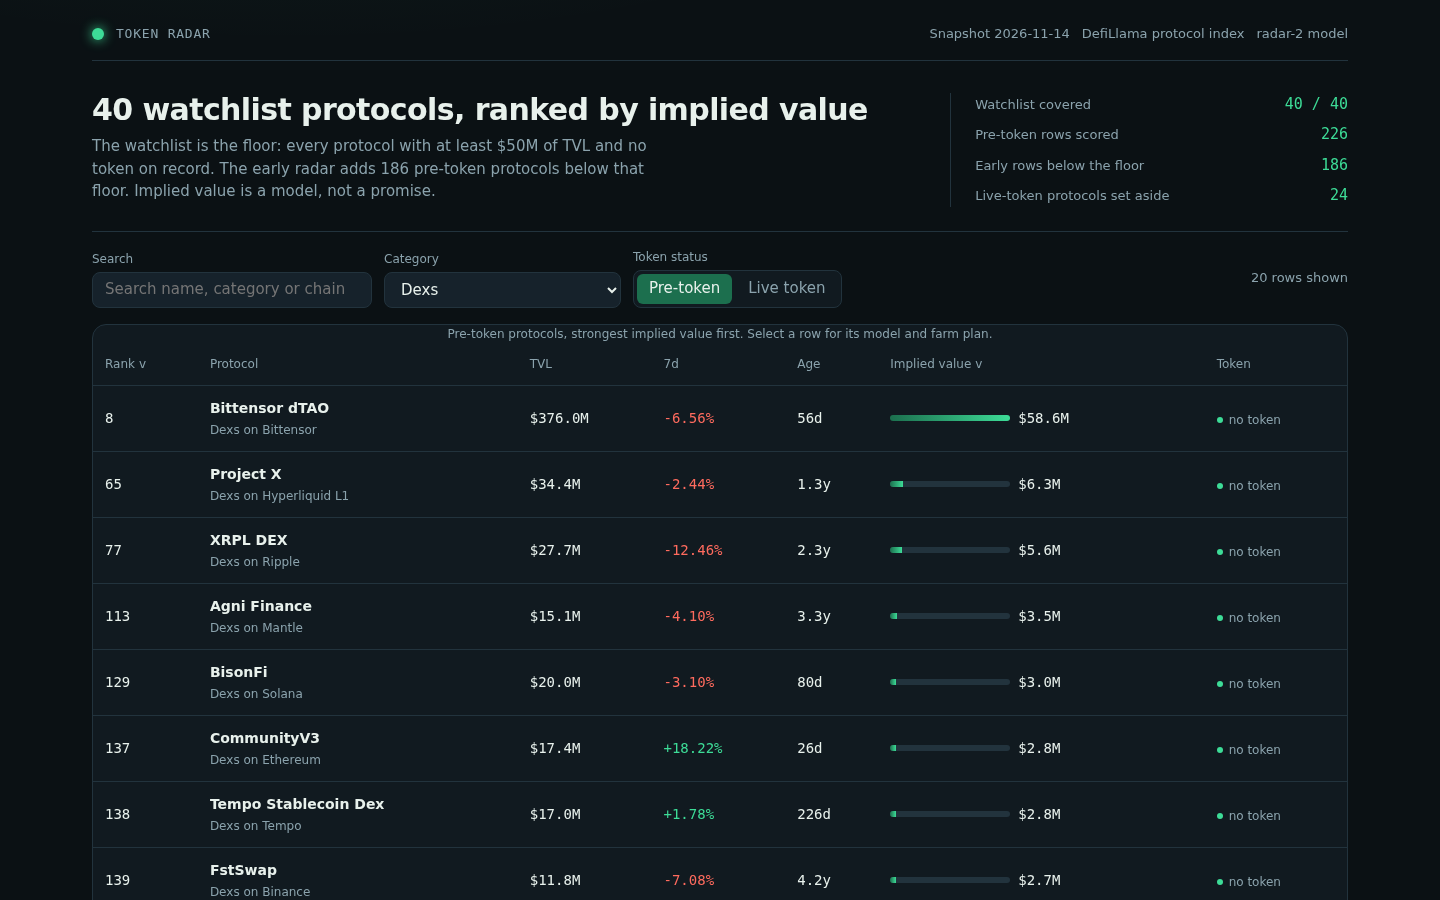 TOKEN RADAR
Snapshot 2026-11-14 DefiLlama protocol index radar-2 model
40 watchlist protocols, ranked by implied value
The watchlist is the floor: every protocol with at least $50M of TVL and no
token on record. The early radar adds 186 pre-token protocols below that
floor. Implied value is a model, not a promise.
Watchlist covered 40 / 40
Pre-token rows scored 226
Early rows below the floor 186
Live-token protocols set aside 24
Search
Category
Token status
Search name, category or chain
Dexs
Pre-token
Live token
20 rows shown
Pre-token protocols, strongest implied value first. Select a row for its model and farm plan.
Rank v Protocol TVL 7d Age Implied value v Token
8 Bittensor dTAO $376.0M -6.56% 56d $58.6M no token
Dexs on Bittensor
65 Project X $34.4M -2.44% 1.3y $6.3M no token
Dexs on Hyperliquid L1
77 XRPL DEX $27.7M -12.46% 2.3y $5.6M no token
Dexs on Ripple
113 Agni Finance $15.1M -4.10% 3.3y $3.5M no token
Dexs on Mantle
129 BisonFi $20.0M -3.10% 80d $3.0M no token
Dexs on Solana
137 CommunityV3 $17.4M +18.22% 26d $2.8M no token
Dexs on Ethereum
138 Tempo Stablecoin Dex $17.0M +1.78% 226d $2.8M no token
Dexs on Tempo
139 FstSwap $11.8M -7.08% 4.2y $2.7M no token
Dexs on Binance